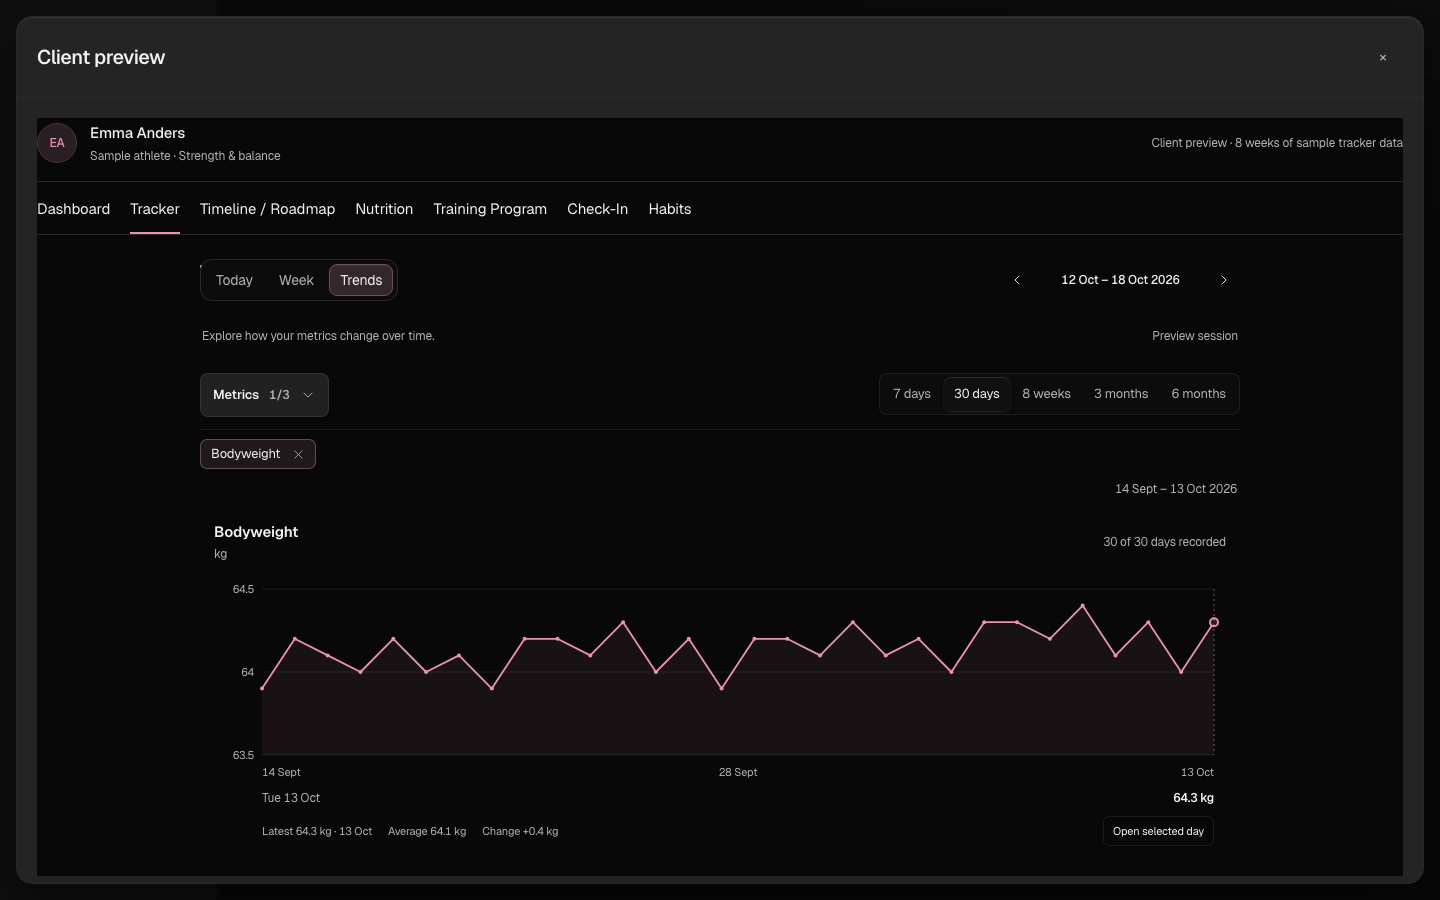 Client preview
×
EA
Emma Anders
Sample athlete · Strength & balance
Client preview · 8 weeks of sample tracker data
Dashboard Tracker Timeline / Roadmap Nutrition Training Program Check-In Habits
Today Week Trends
12 Oct – 18 Oct 2026
Explore how your metrics change over time.
Preview session
Metrics 1/3
7 days 30 days 8 weeks 3 months 6 months
Bodyweight
14 Sept – 13 Oct 2026
Bodyweight
kg
30 of 30 days recorded
64.5
64
63.5
14 Sept 28 Sept 13 Oct
Tue 13 Oct 64.3 kg
Latest 64.3 kg · 13 Oct Average 64.1 kg Change +0.4 kg
Open selected day